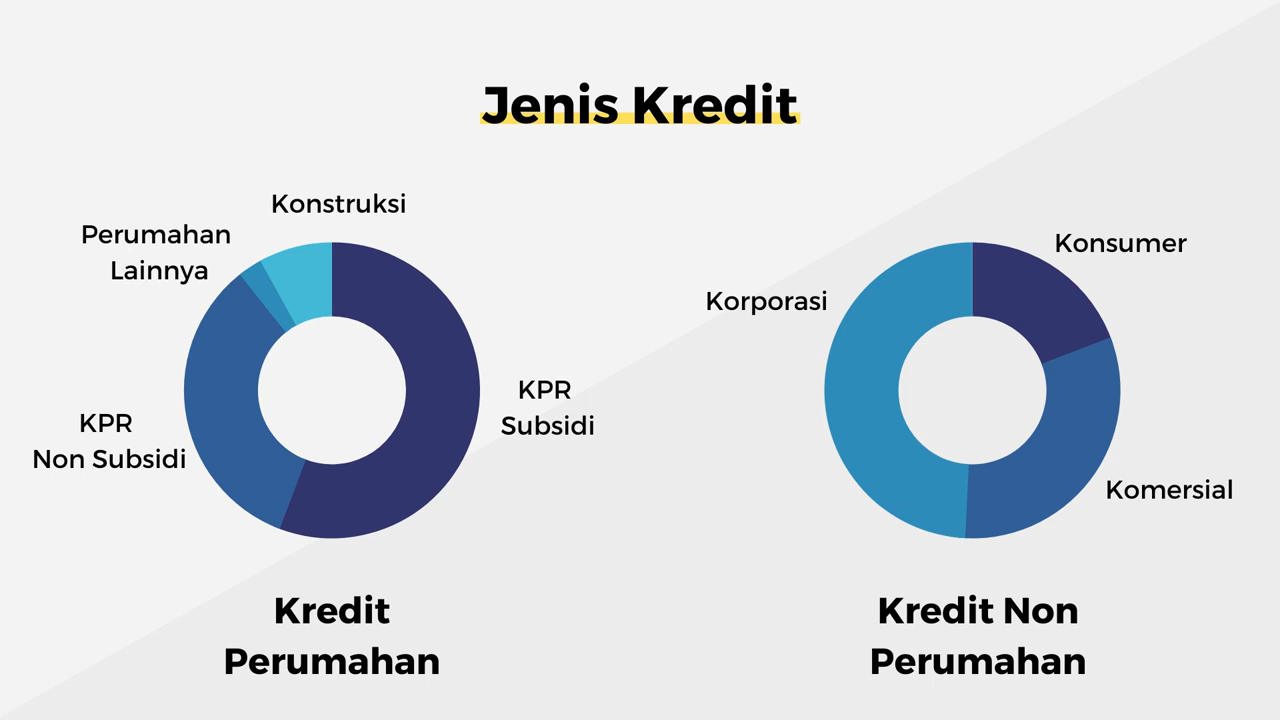 Jenis Kredit
Konstruksi
Perumahan
Lainnya
KPR
Subsidi
KPR
Non Subsidi
Kredit
Perumahan
Konsumer
Korporasi
Komersial
Kredit Non
Perumahan